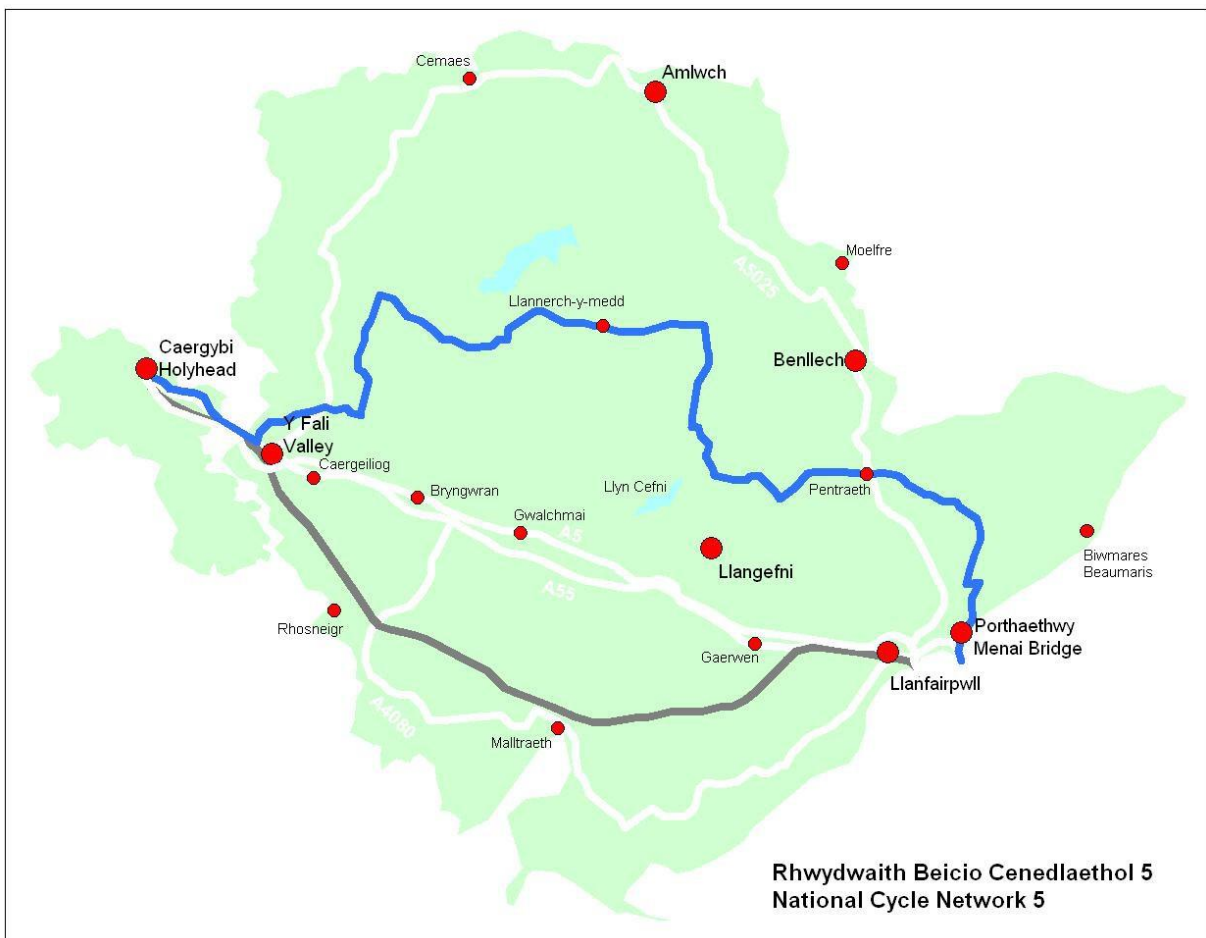 Cemaes
Amlwch
A5025
Moelfre
Llannerch-y-medd
Caergybi
Holyhead
Benllech
Y Fali
Valley
Caergeiliog
Bryngwran
Gwalchmai
Llyn Cefni
Pentraeth
A5
A55
Llangefni
Biwmares
Beaumaris
Rhosneigr
Gaerwen
Porthaethwy
Menai Bridge
Llanfairpwll
A4080
Malltraeth
Rhwydwaith Beicio Cenedlaethol 5
National Cycle Network 5